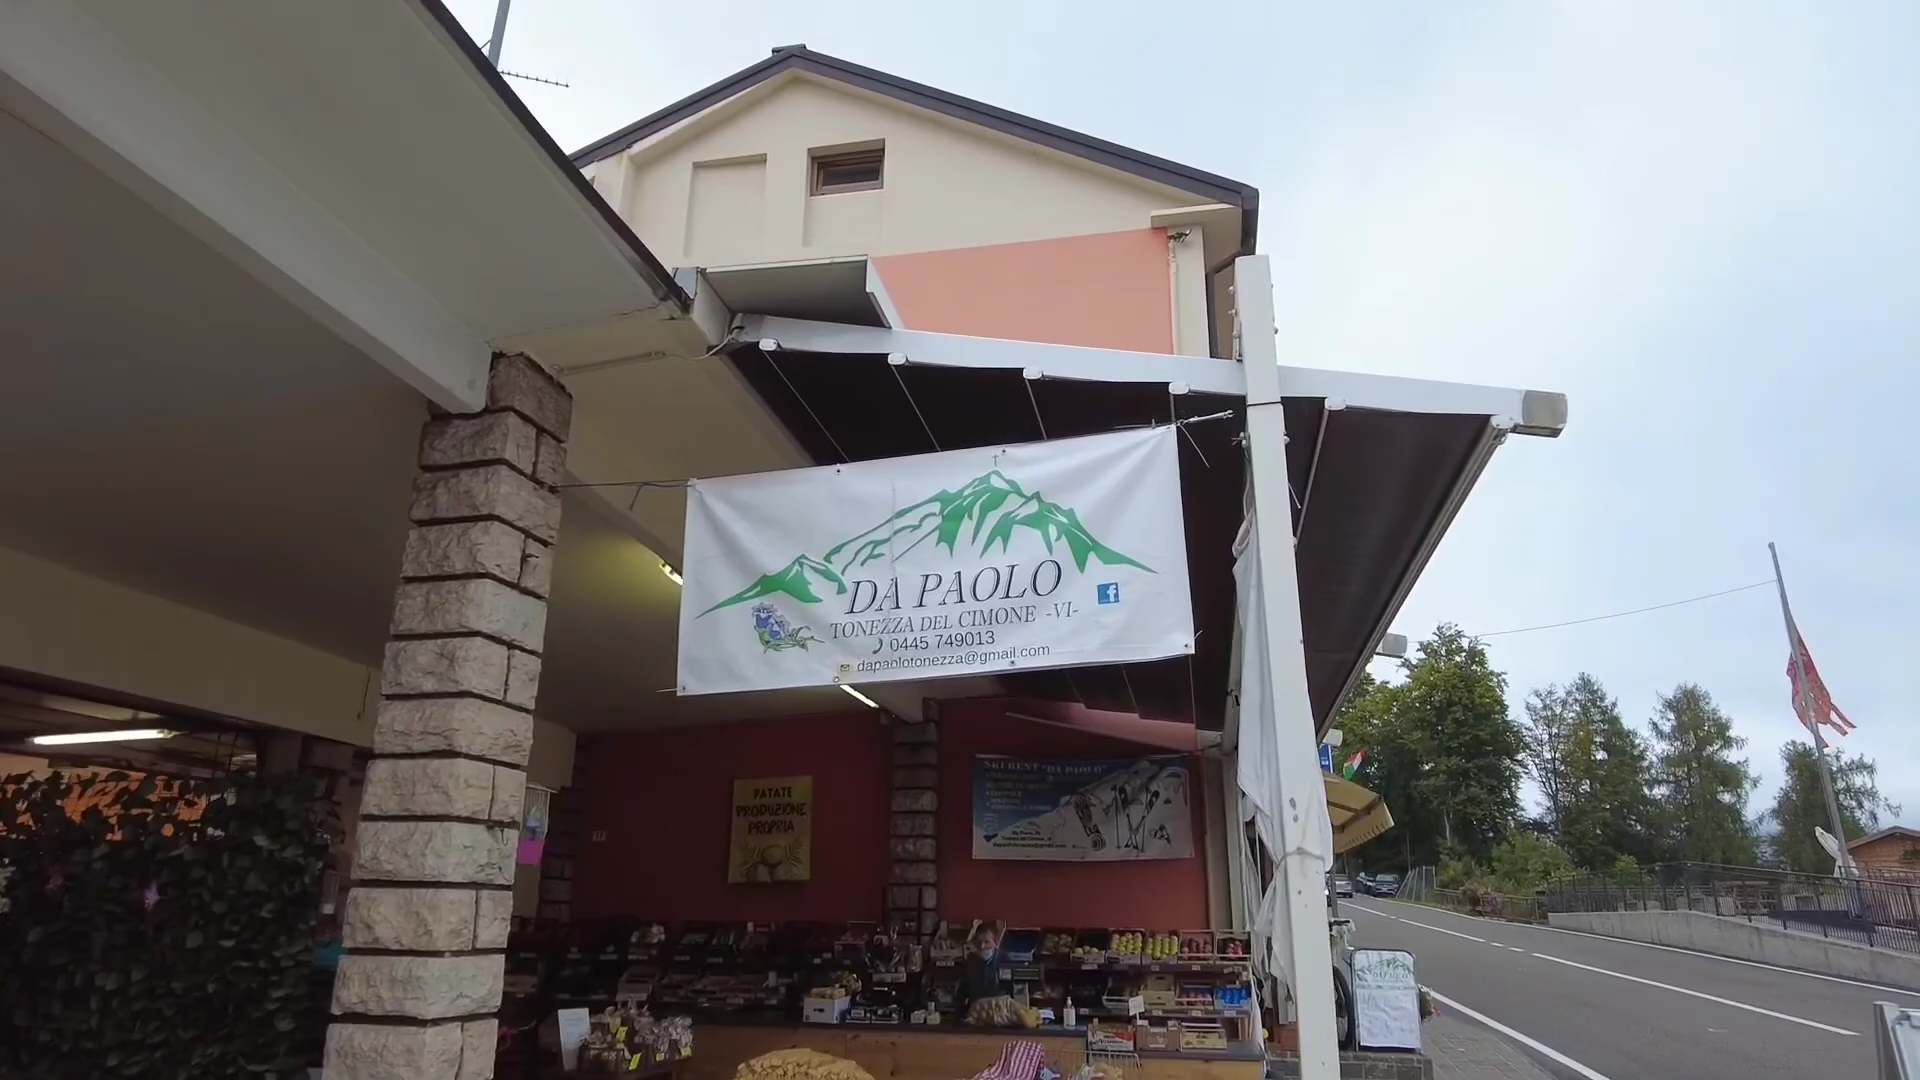 DA PAOLO
TONEZZA DEL CIMONE -VI-
0445 749013
dapaolotonezza@gmail.com
PATATE
PRODUZIONE
PROPRIA
SKI RENT "DA PAOLO"